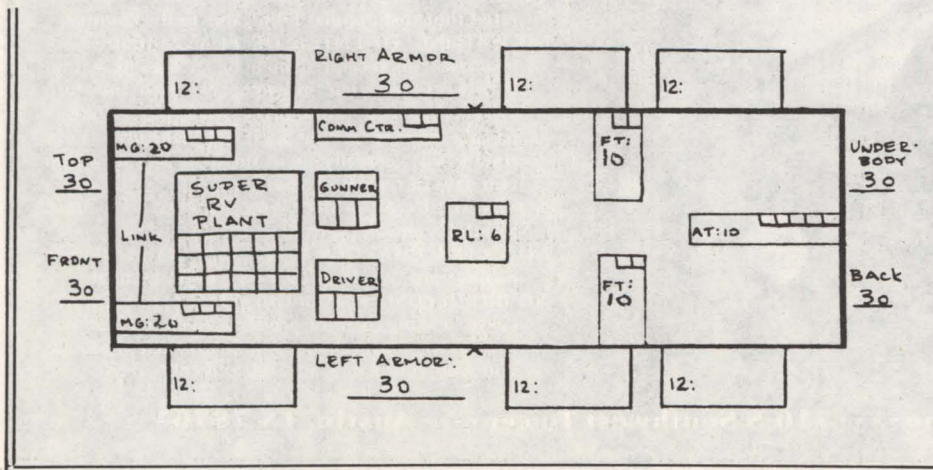 RIGHT ARMOR
30
12:
12:
12:
MG:20
COMM CTR.
FT:
10
TOP
30
UNDER-
BODY
30
SUPER
RV
PLANT
GUNNER
LINK
RL:6
AT:10
FRONT
30
DRIVER
FT:
10
BACK
30
MG:20
LEFT ARMOR:
30
12:
12:
12: